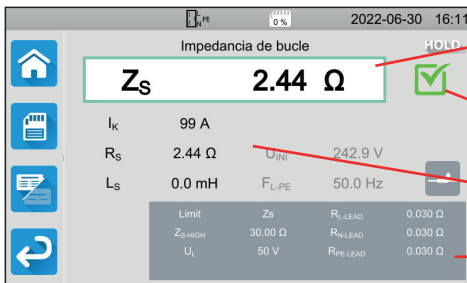 L N PE 0 % 2022-06-30 16:11
Impedancia de bucle HOLD
ZS 2.44 Ω
IK 99 A
RS 2.44 Ω UINI 242.9 V
LS 0.0 mH FL-PE 50.0 Hz
Limit Zs RL-LEAD 0.030 Ω
ZS-HIGH 30.00 Ω RN-LEAD 0.030 Ω
UL 50 V RPE-LEAD 0.030 Ω